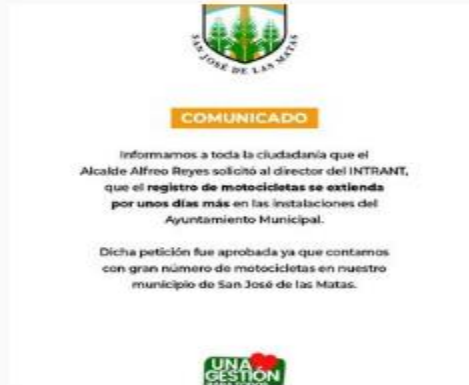 SAN JOSÉ DE LAS MATAS
COMUNICADO
Informamos a toda la ciudadanía que el
Alcalde Alfreo Reyes solicitó al director del INTRANT,
que el registro de motocicletas se extienda
por unos días más en las instalaciones del
Ayuntamiento Municipal.
Dicha petición fue aprobada ya que contamos
con gran número de motocicletas en nuestro
municipio de San José de las Matas.
UNA
GESTIÓN